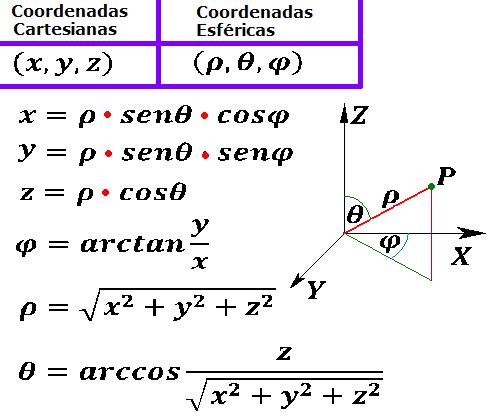 Coordenadas Cartesianas
Coordenadas Esféricas
(x, y, z)
(ρ, θ, φ)
x = ρ • senθ • cosφ
y = ρ • senθ • senφ
z = ρ • cosθ
φ = arctan y/x
ρ = √(x² + y² + z²)
θ = arccos z/√(x² + y² + z²)
Z
P
ρ
θ
φ
X
Y